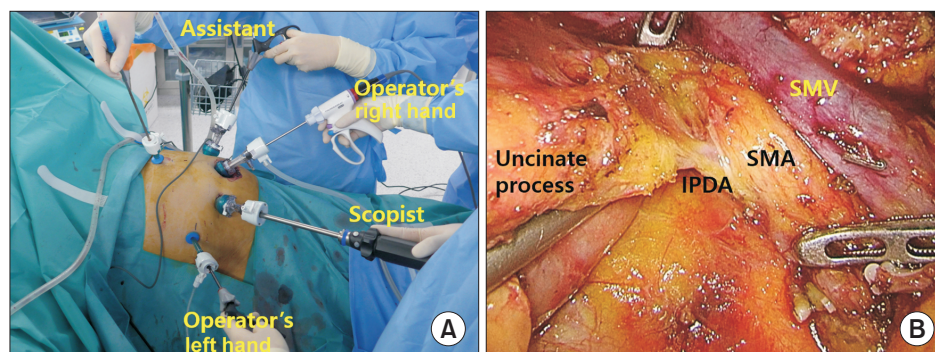 Assistant
Operator's
right hand
Scopist
Operator's
left hand
A
SMV
Uncinate
process
SMA
IPDA
B